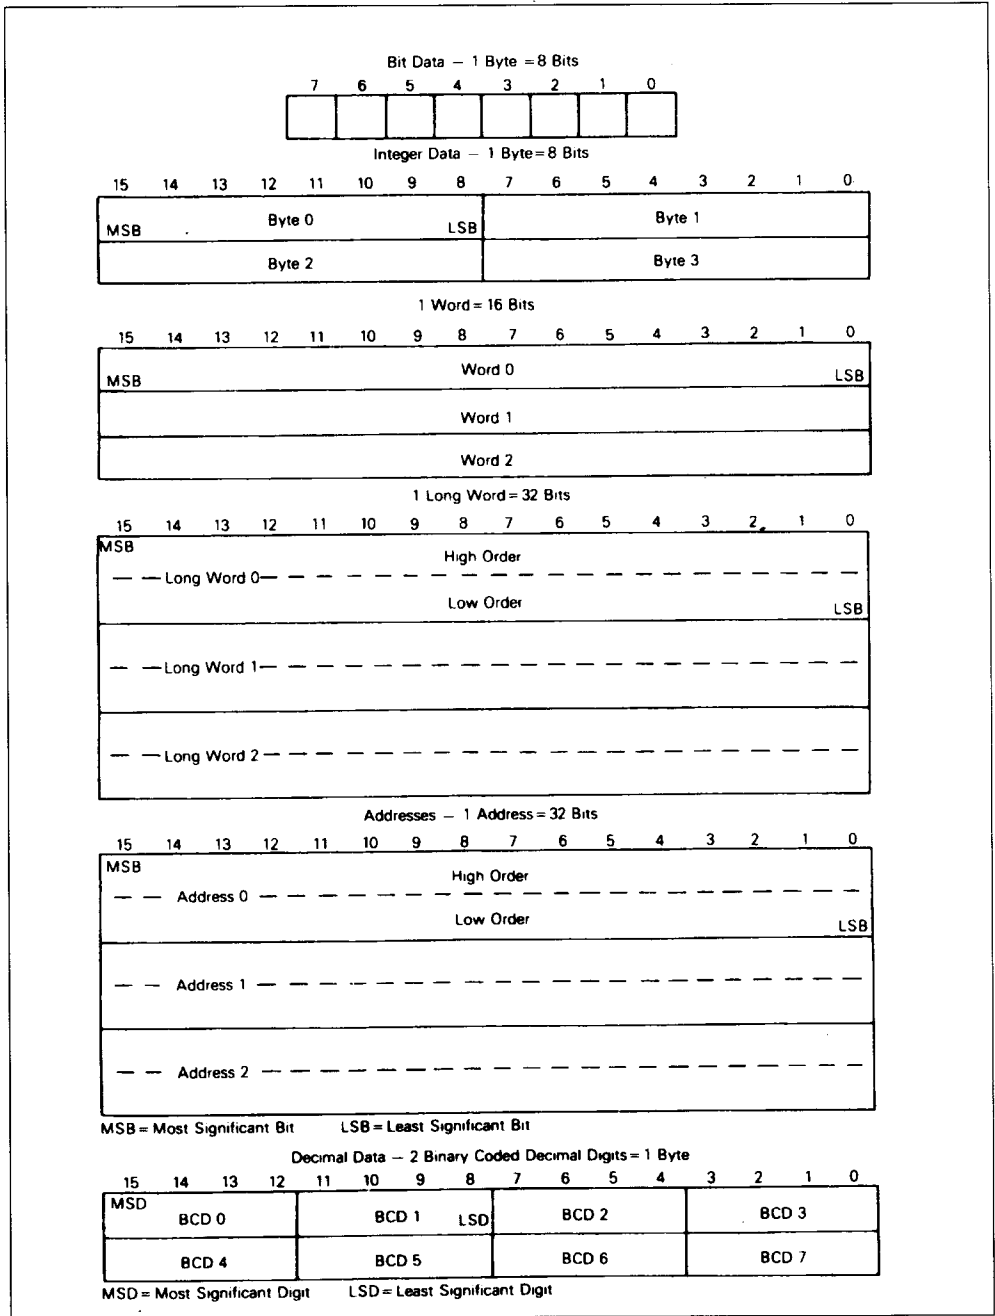 Bit Data — 1 Byte = 8 Bits
7 6 5 4 3 2 1 0
Integer Data — 1 Byte = 8 Bits
15 14 13 12 11 10 9 8 7 6 5 4 3 2 1 0
MSB Byte 0 LSB Byte 1
Byte 2 Byte 3
1 Word = 16 Bits
15 14 13 12 11 10 9 8 7 6 5 4 3 2 1 0
MSB Word 0 LSB
Word 1
Word 2
1 Long Word = 32 Bits
15 14 13 12 11 10 9 8 7 6 5 4 3 2 1 0
MSB High Order
Long Word 0
Low Order LSB
Long Word 1
Long Word 2
Addresses — 1 Address = 32 Bits
15 14 13 12 11 10 9 8 7 6 5 4 3 2 1 0
MSB High Order
Address 0
Low Order LSB
Address 1
Address 2
MSB = Most Significant Bit LSB = Least Significant Bit
Decimal Data — 2 Binary Coded Decimal Digits = 1 Byte
15 14 13 12 11 10 9 8 7 6 5 4 3 2 1 0
MSD BCD 0 BCD 1 LSD BCD 2 BCD 3
BCD 4 BCD 5 BCD 6 BCD 7
MSD = Most Significant Digit LSD = Least Significant Digit